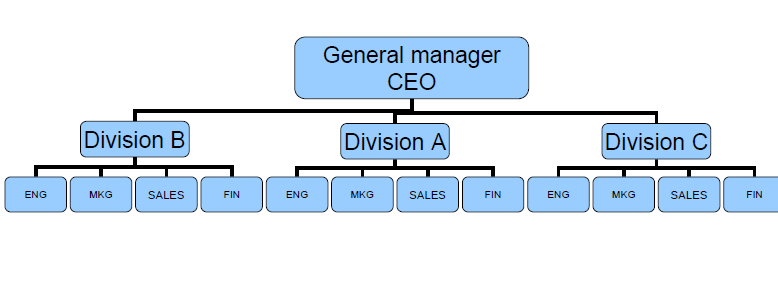 General manager
CEO
Division B
Division A
Division C
ENG
MKG
SALES
FIN
ENG
MKG
SALES
FIN
ENG
MKG
SALES
FIN